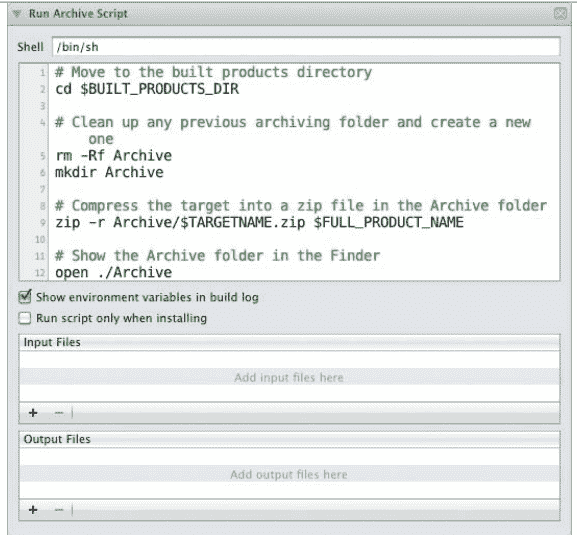 Run Archive Script
Shell /bin/sh
1 # Move to the built products directory
2 cd $BUILT_PRODUCTS_DIR
3
4 # Clean up any previous archiving folder and create a new
one
5 rm -Rf Archive
6 mkdir Archive
7
8 # Compress the target into a zip file in the Archive folder
9 zip -r Archive/$TARGETNAME.zip $FULL_PRODUCT_NAME
10
11 # Show the Archive folder in the Finder
12 open ./Archive
Show environment variables in build log
Run script only when installing
Input Files
Add input files here
+ -
Output Files
Add output files here
+ -